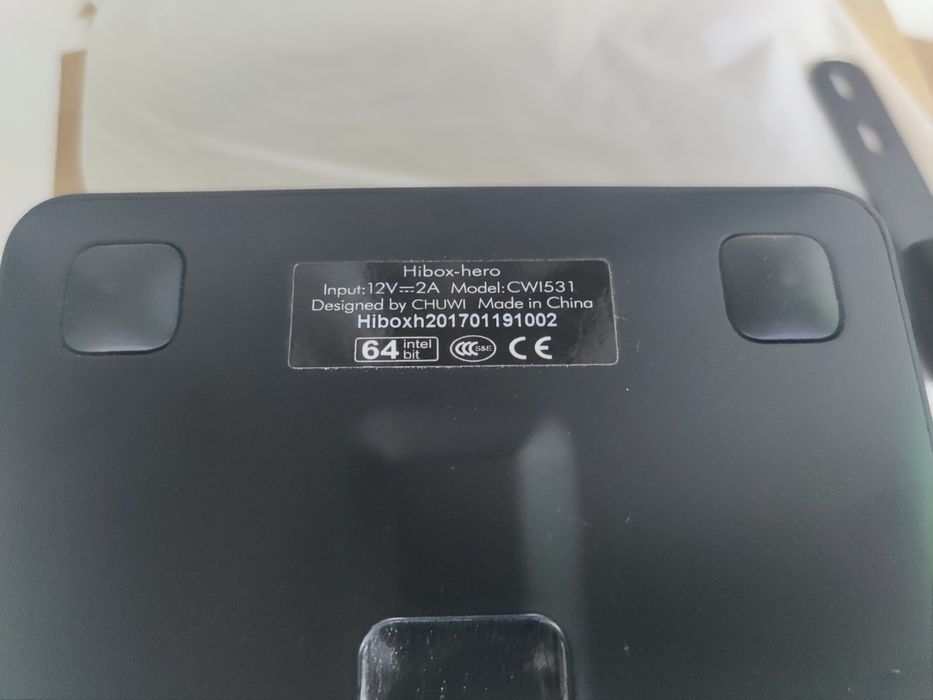 Hibox-hero
Input:12V⎓2A Model:CWI531
Designed by CHUWI Made in China
Hiboxh201701191002
64 intel bit CCC S&E CE